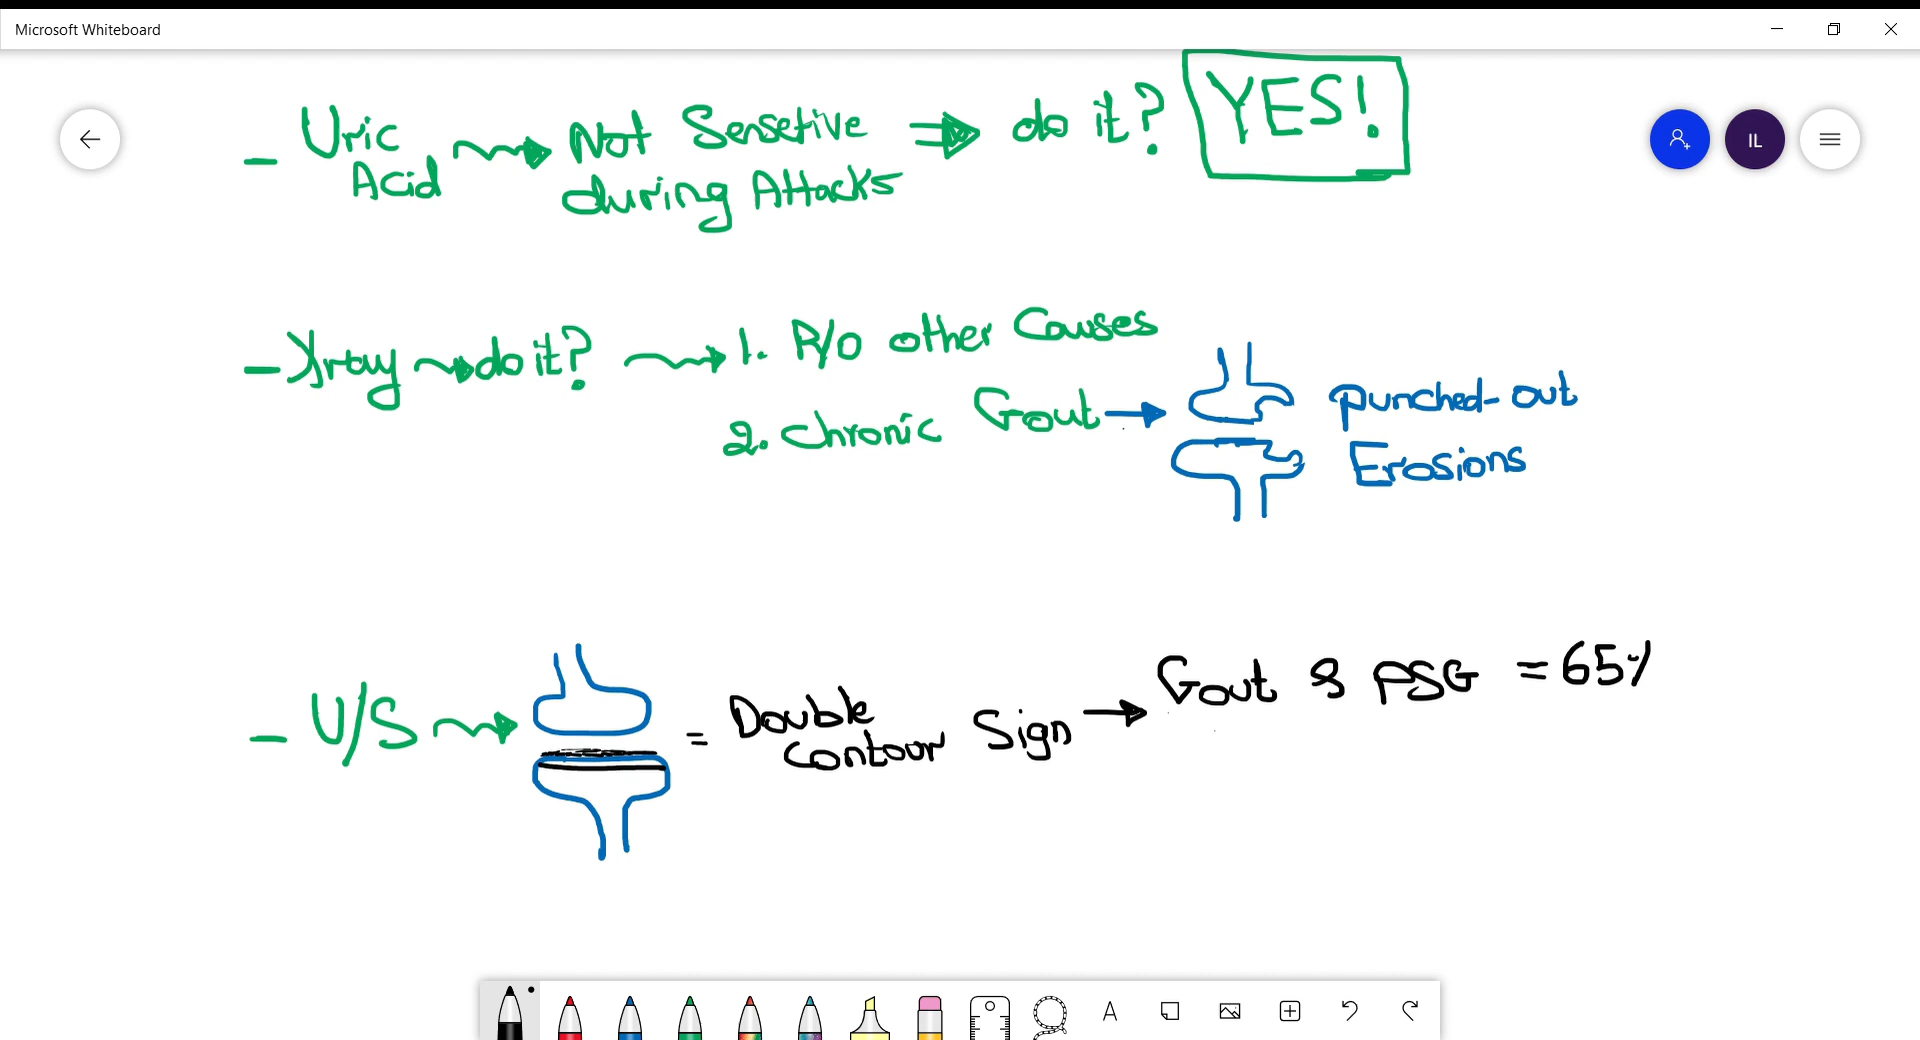 Microsoft Whiteboard
- Uric Acid → Not Sensetive during Attacks ⇒ do it? YES!
IL
- Xray → do it? → 1. R/O other Causes
2. Chronic Gout → punched-out Erosions
- U/S → = Double contour Sign → Gout & PSG = 65%
A